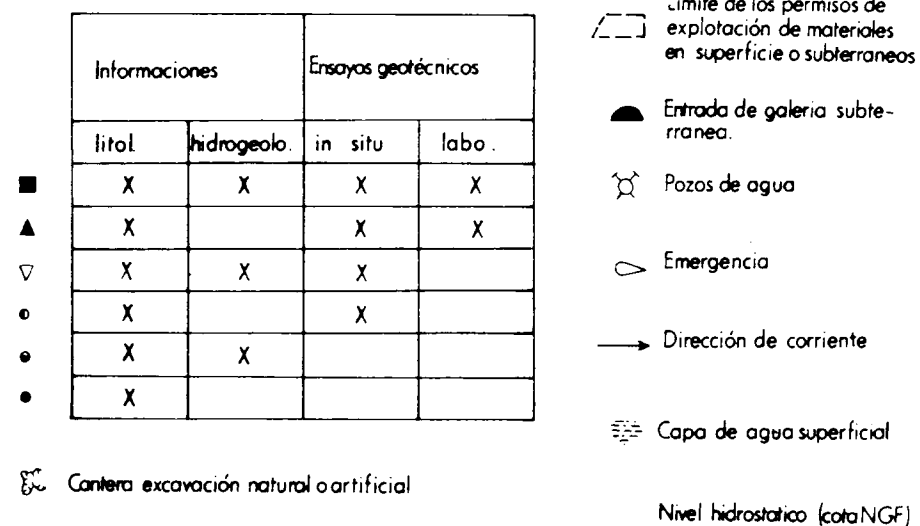 Informaciones
Ensayos geotécnicos
litol.
hidrogeolo.
in situ
labo.
X X X X
X X X
X X X
X X
X X
X
Cantera excavación natural o artificial
Límite de los permisos de
explotación de materiales
en superficie o subterraneos
Entrada de galeria subte-
rranea.
Pozos de agua
Emergencia
Dirección de corriente
Capa de agua superficial
Nivel hidrostatico (cota NGF)